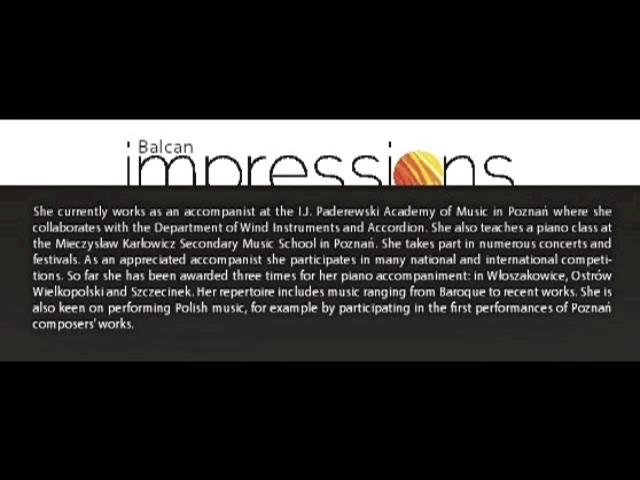 Balcan
impressions
She currently works as an accompanist at the I.J. Paderewski Academy of Music in Poznań where she
collaborates with the Department of Wind Instruments and Accordion. She also teaches a piano class at
the Mieczysław Karłowicz Secondary Music School in Poznań. She takes part in numerous concerts and
festivals. As an appreciated accompanist she participates in many national and international competi-
tions. So far she has been awarded three times for her piano accompaniment: in Włoszakowice, Ostrów
Wielkopolski and Szczecinek. Her repertoire includes music ranging from Baroque to recent works. She is
also keen on performing Polish music, for example by participating in the first performances of Poznań
composers' works.